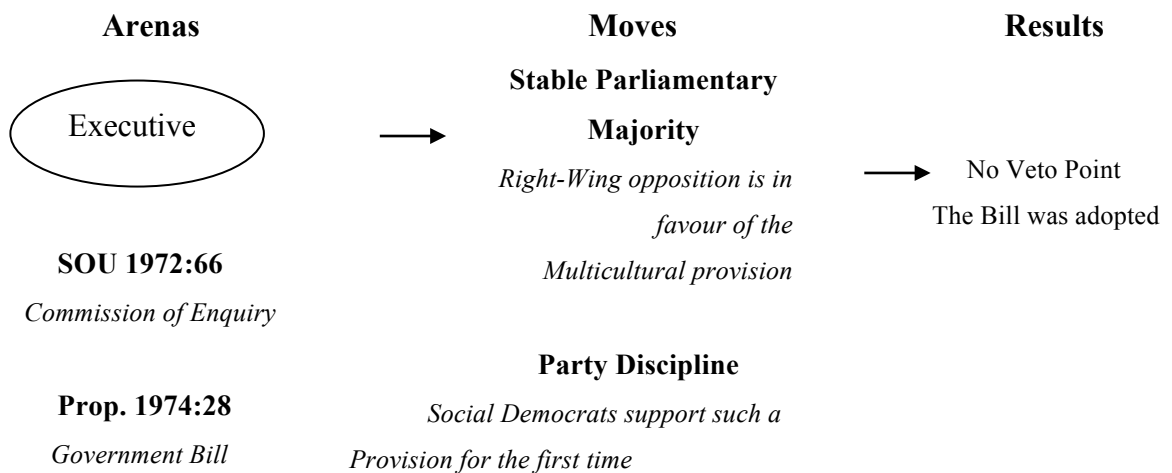 Arenas Moves Results
Stable Parliamentary
Executive Majority
Right-Wing opposition is in
favour of the
Multicultural provision
No Veto Point
The Bill was adopted
SOU 1972:66
Commission of Enquiry
Party Discipline
Prop. 1974:28
Social Democrats support such a
Government Bill
Provision for the first time